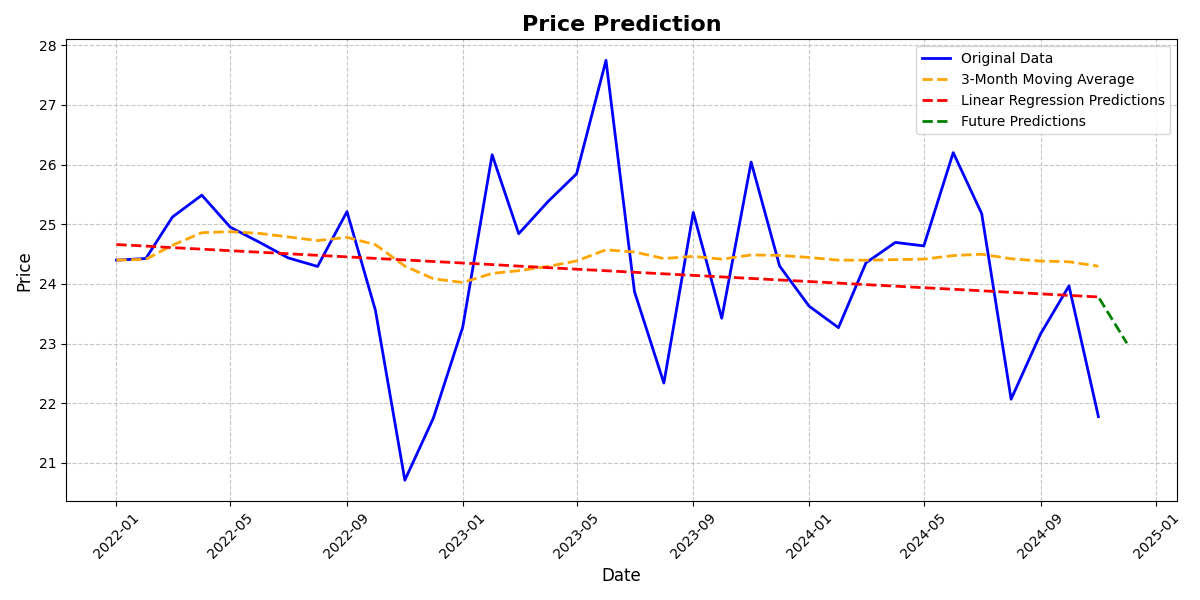 Price Prediction
Original Data
3-Month Moving Average
Linear Regression Predictions
Future Predictions
Price
28
27
26
25
24
23
22
21
2022-01
2022-05
2022-09
2023-01
2023-05
2023-09
2024-01
2024-05
2024-09
2025-01
Date